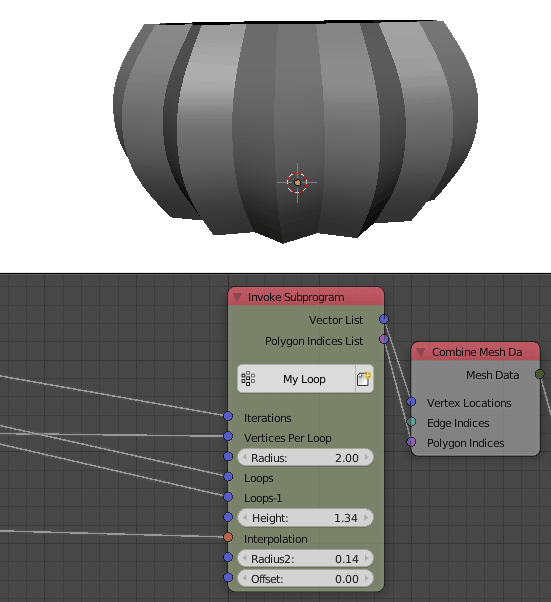 Invoke Subprogram
Vector List
Polygon Indices List
My Loop
Iterations
Vertices Per Loop
Radius: 2.00
Loops
Loops-1
Height: 1.34
Interpolation
Radius2: 0.14
Offset: 0.00
Combine Mesh Da
Mesh Data
Vertex Locations
Edge Indices
Polygon Indices